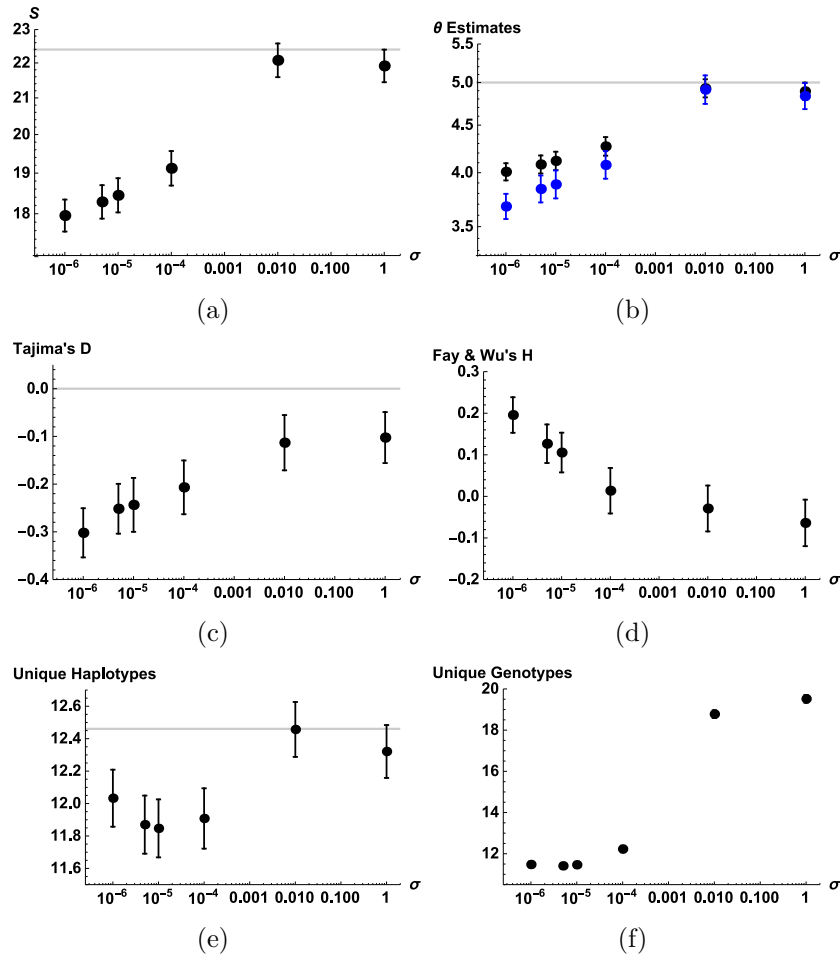 S
23
22
21
20
19
18
10⁻⁶ 10⁻⁵ 10⁻⁴ 0.001 0.010 0.100 1 σ
(a)
θ Estimates
5.5
5.0
4.5
4.0
3.5
10⁻⁶ 10⁻⁵ 10⁻⁴ 0.001 0.010 0.100 1 σ
(b)
Tajima's D
0.0
−0.1
−0.2
−0.3
−0.4
10⁻⁶ 10⁻⁵ 10⁻⁴ 0.001 0.010 0.100 1 σ
(c)
Fay & Wu's H
0.3
0.2
0.1
0.0
−0.1
−0.2
10⁻⁶ 10⁻⁵ 10⁻⁴ 0.001 0.010 0.100 1 σ
(d)
Unique Haplotypes
12.6
12.4
12.2
12.0
11.8
11.6
10⁻⁶ 10⁻⁵ 10⁻⁴ 0.001 0.010 0.100 1 σ
(e)
Unique Genotypes
20
18
16
14
12
10⁻⁶ 10⁻⁵ 10⁻⁴ 0.001 0.010 0.100 1 σ
(f)